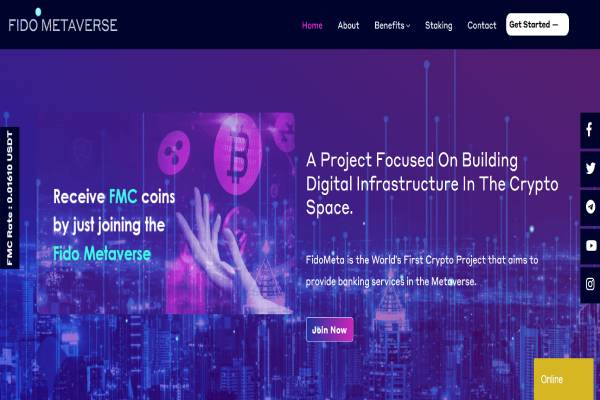 FIDO METAVERSE
Home About Benefits Staking Contact Get Started —
FMC Rate : 0.01610 USDT
Receive FMC coins
by just joining the
Fido Metaverse
A Project Focused On Building
Digital Infrastructure In The Crypto
Space.
FidoMeta is the World's First Crypto Project that aims to
provide banking services in the Metaverse.
Join Now
Online